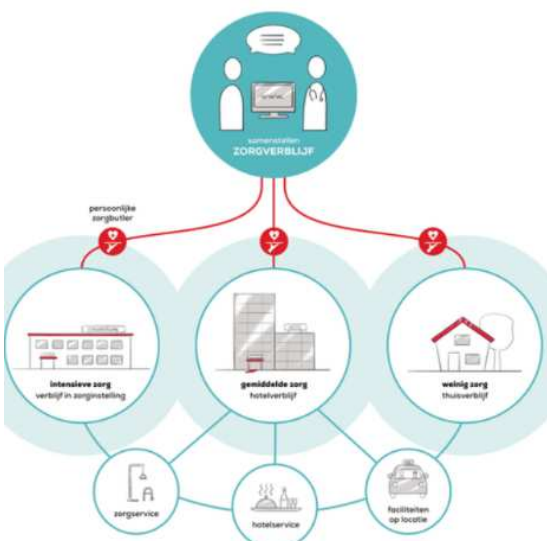 samenstellen
ZORGVERBLIJF
persoonlijke
zorgbutler
intensieve zorg
verblijf in zorginstelling
gemiddelde zorg
hotelverblijf
weinig zorg
thuisverblijf
zorgservice
hotelservice
faciliteiten
op locatie